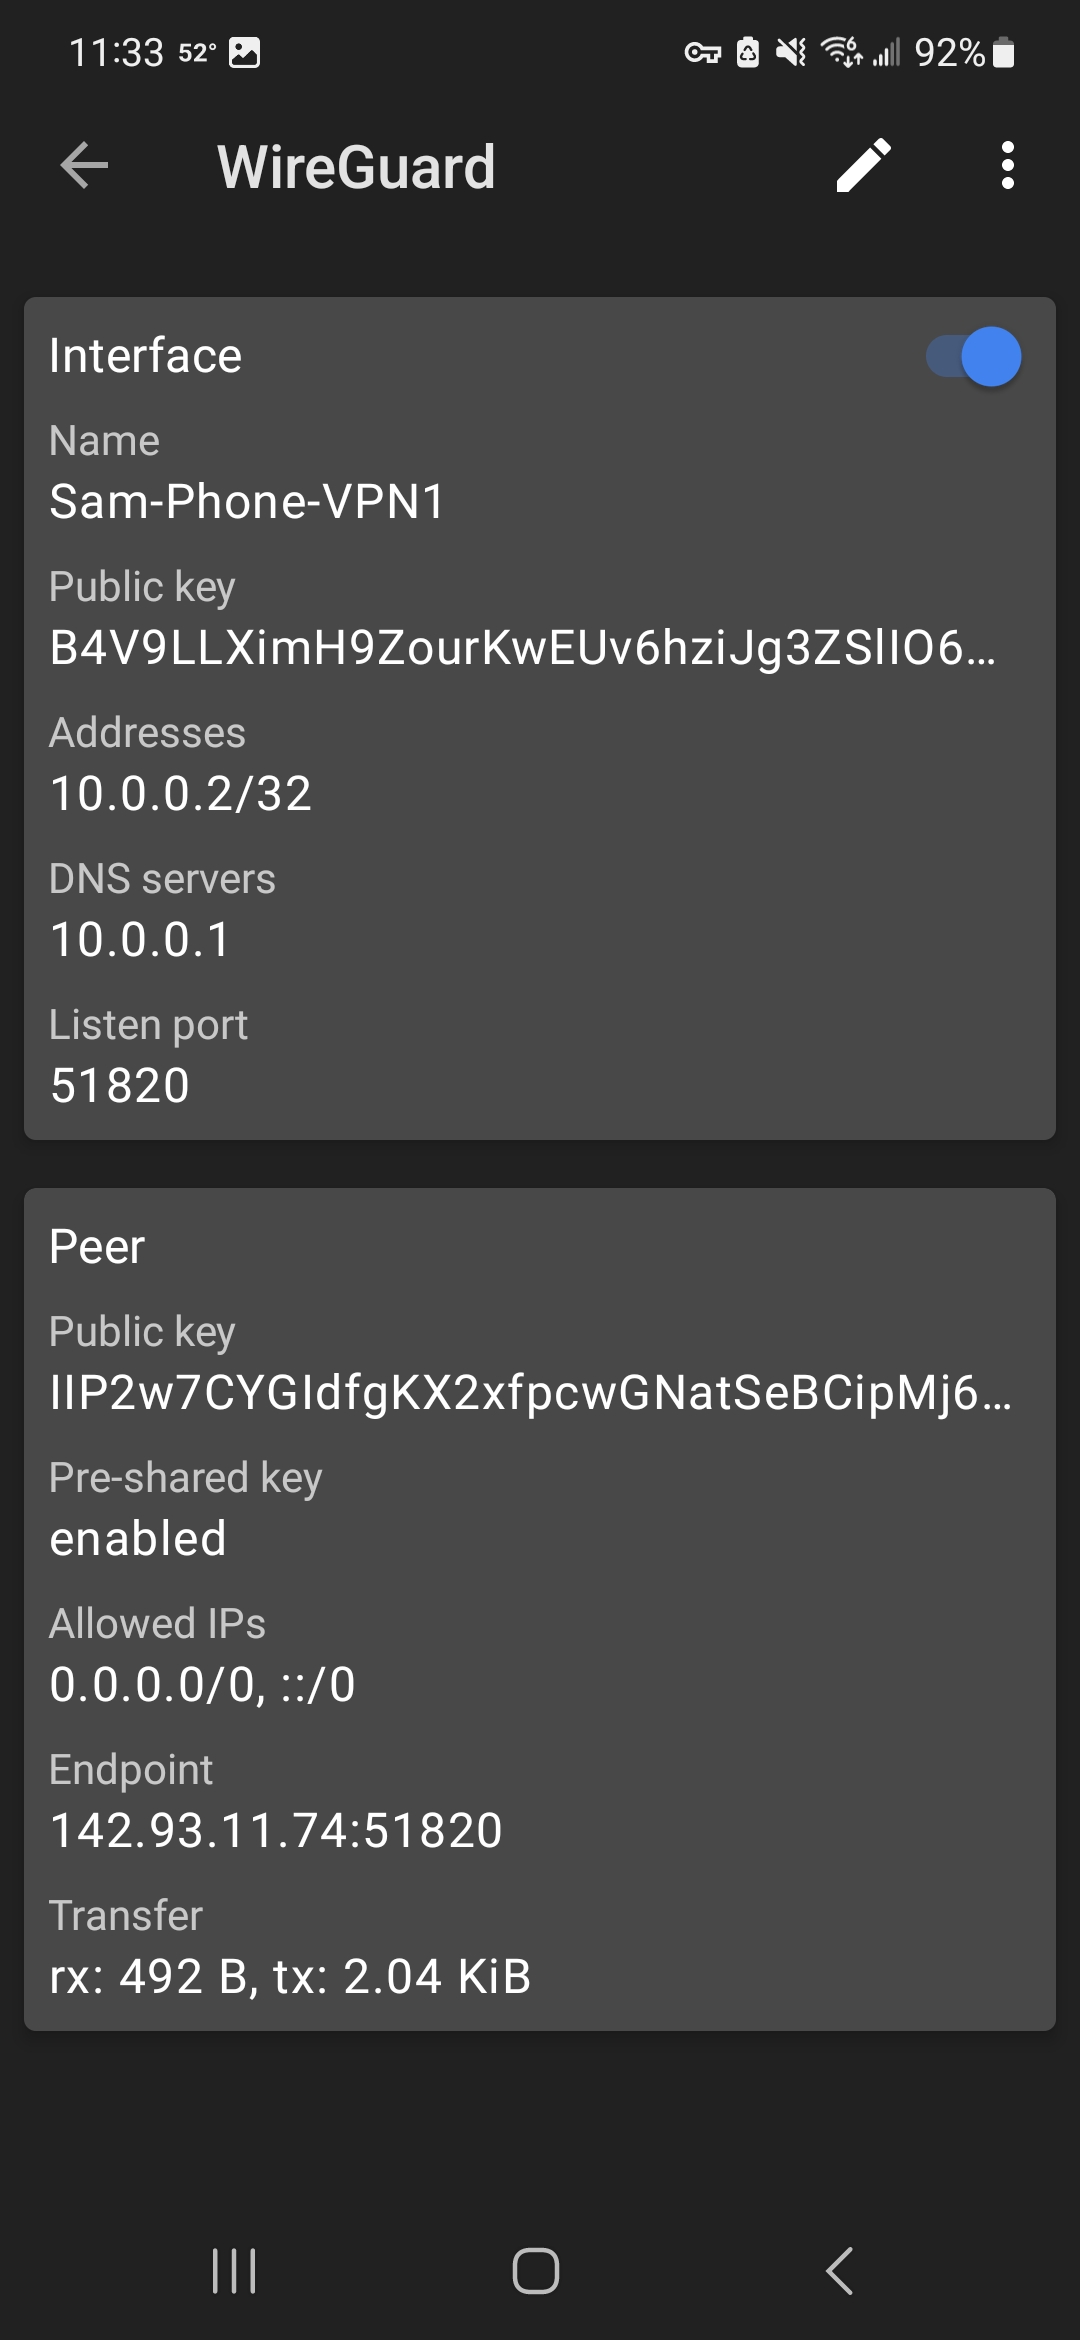 11:33 52° 6 92%
WireGuard
Interface
Name
Sam-Phone-VPN1
Public key
B4V9LLXimH9ZourKwEUv6hziJg3ZSlIO6…
Addresses
10.0.0.2/32
DNS servers
10.0.0.1
Listen port
51820
Peer
Public key
IIP2w7CYGIdfgKX2xfpcwGNatSeBCipMj6…
Pre-shared key
enabled
Allowed IPs
0.0.0.0/0, ::/0
Endpoint
142.93.11.74:51820
Transfer
rx: 492 B, tx: 2.04 KiB